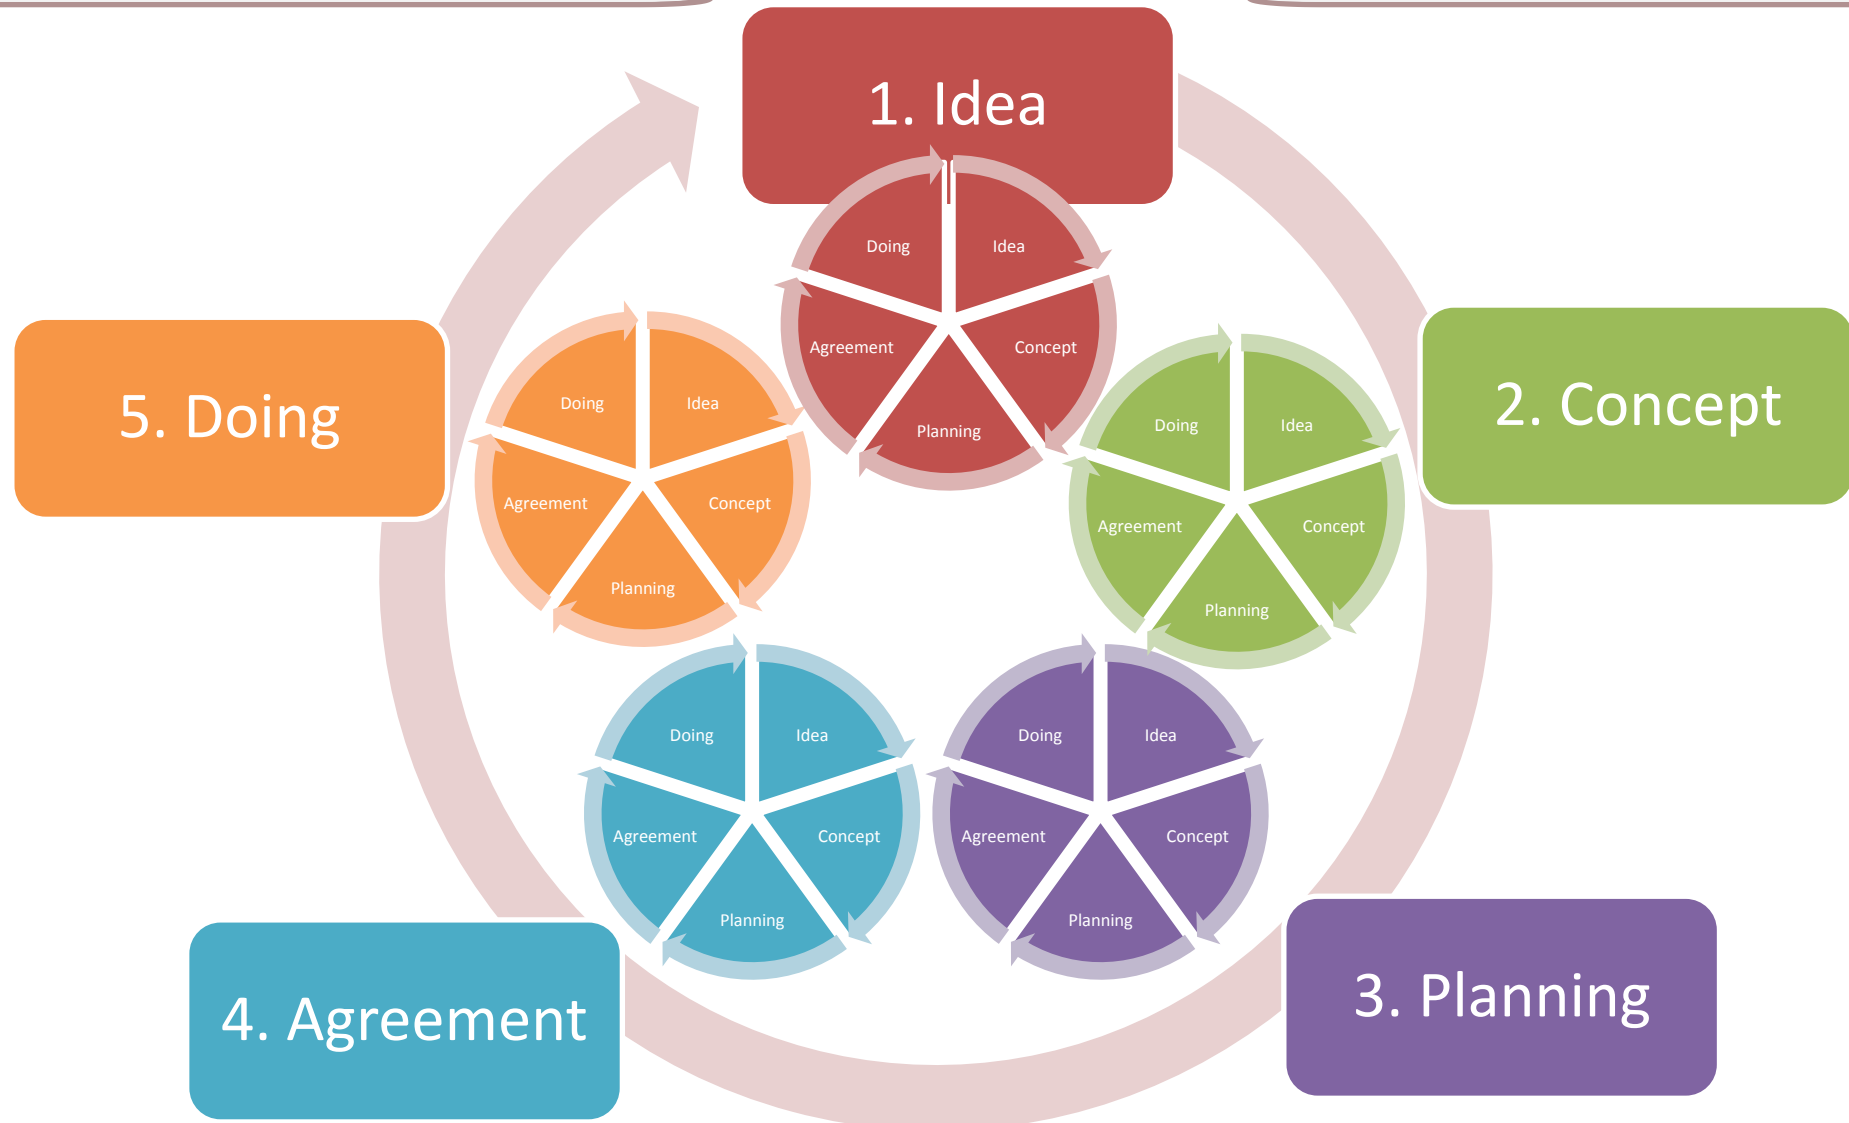 1. Idea
Doing
Idea
Agreement
Concept
Planning
2. Concept
Doing
Idea
Agreement
Concept
Planning
3. Planning
Doing
Idea
Agreement
Concept
Planning
4. Agreement
Doing
Idea
Agreement
Concept
Planning
5. Doing
Doing
Idea
Agreement
Concept
Planning